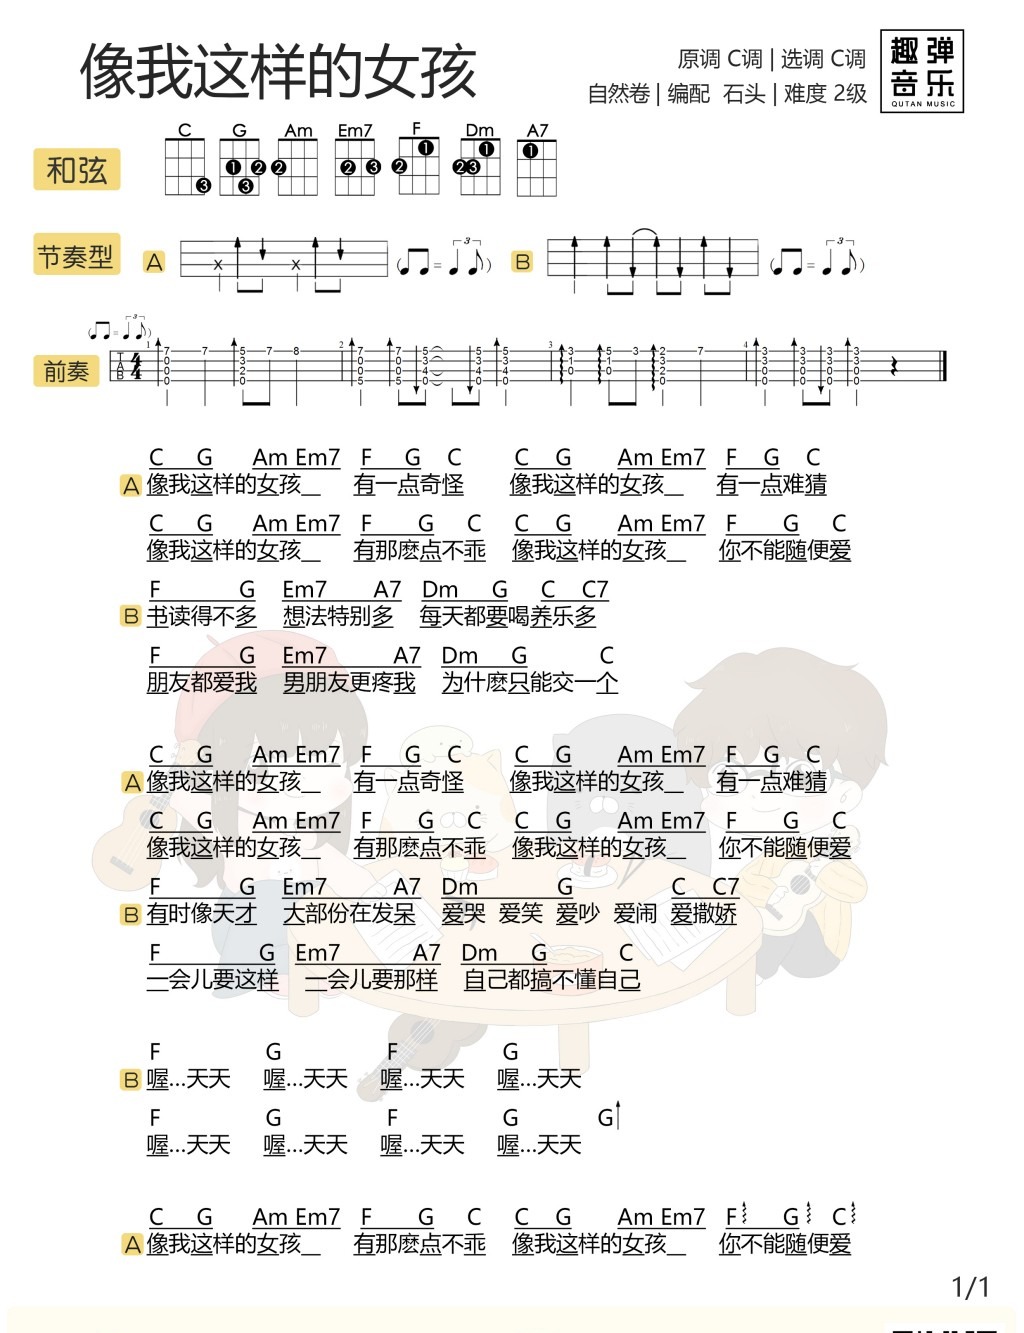 像我这样的女孩
原调 C调 | 选调 C调
自然卷 | 编配 石头 | 难度 2级
趣弹
音乐
QUTAN MUSIC
和弦
C G Am Em7 F Dm A7
节奏型 A B
前奏
C G Am Em7 F G C C G Am Em7 F G C
A 像我这样的女孩__ 有一点奇怪 像我这样的女孩__ 有一点难猜
C G Am Em7 F G C C G Am Em7 F G C
像我这样的女孩__ 有那麽点不乖 像我这样的女孩__ 你不能随便爱
F G Em7 A7 Dm G C C7
B 书读得不多 想法特别多 每天都要喝养乐多
F G Em7 A7 Dm G C
朋友都爱我 男朋友更疼我 为什麽只能交一个
C G Am Em7 F G C C G Am Em7 F G C
A 像我这样的女孩__ 有一点奇怪 像我这样的女孩__ 有一点难猜
C G Am Em7 F G C C G Am Em7 F G C
像我这样的女孩__ 有那麽点不乖 像我这样的女孩__ 你不能随便爱
F G Em7 A7 Dm G C C7
B 有时像天才 大部份在发呆 爱哭 爱笑 爱吵 爱闹 爱撒娇
F G Em7 A7 Dm G C
一会儿要这样 一会儿要那样 自己都搞不懂自己
F G F G
B 喔...天天 喔...天天 喔...天天 喔...天天
F G F G G
喔...天天 喔...天天 喔...天天 喔...天天
C G Am Em7 F G C C G Am Em7 F G C
A 像我这样的女孩__ 有那麽点不乖 像我这样的女孩__ 你不能随便爱
1/1